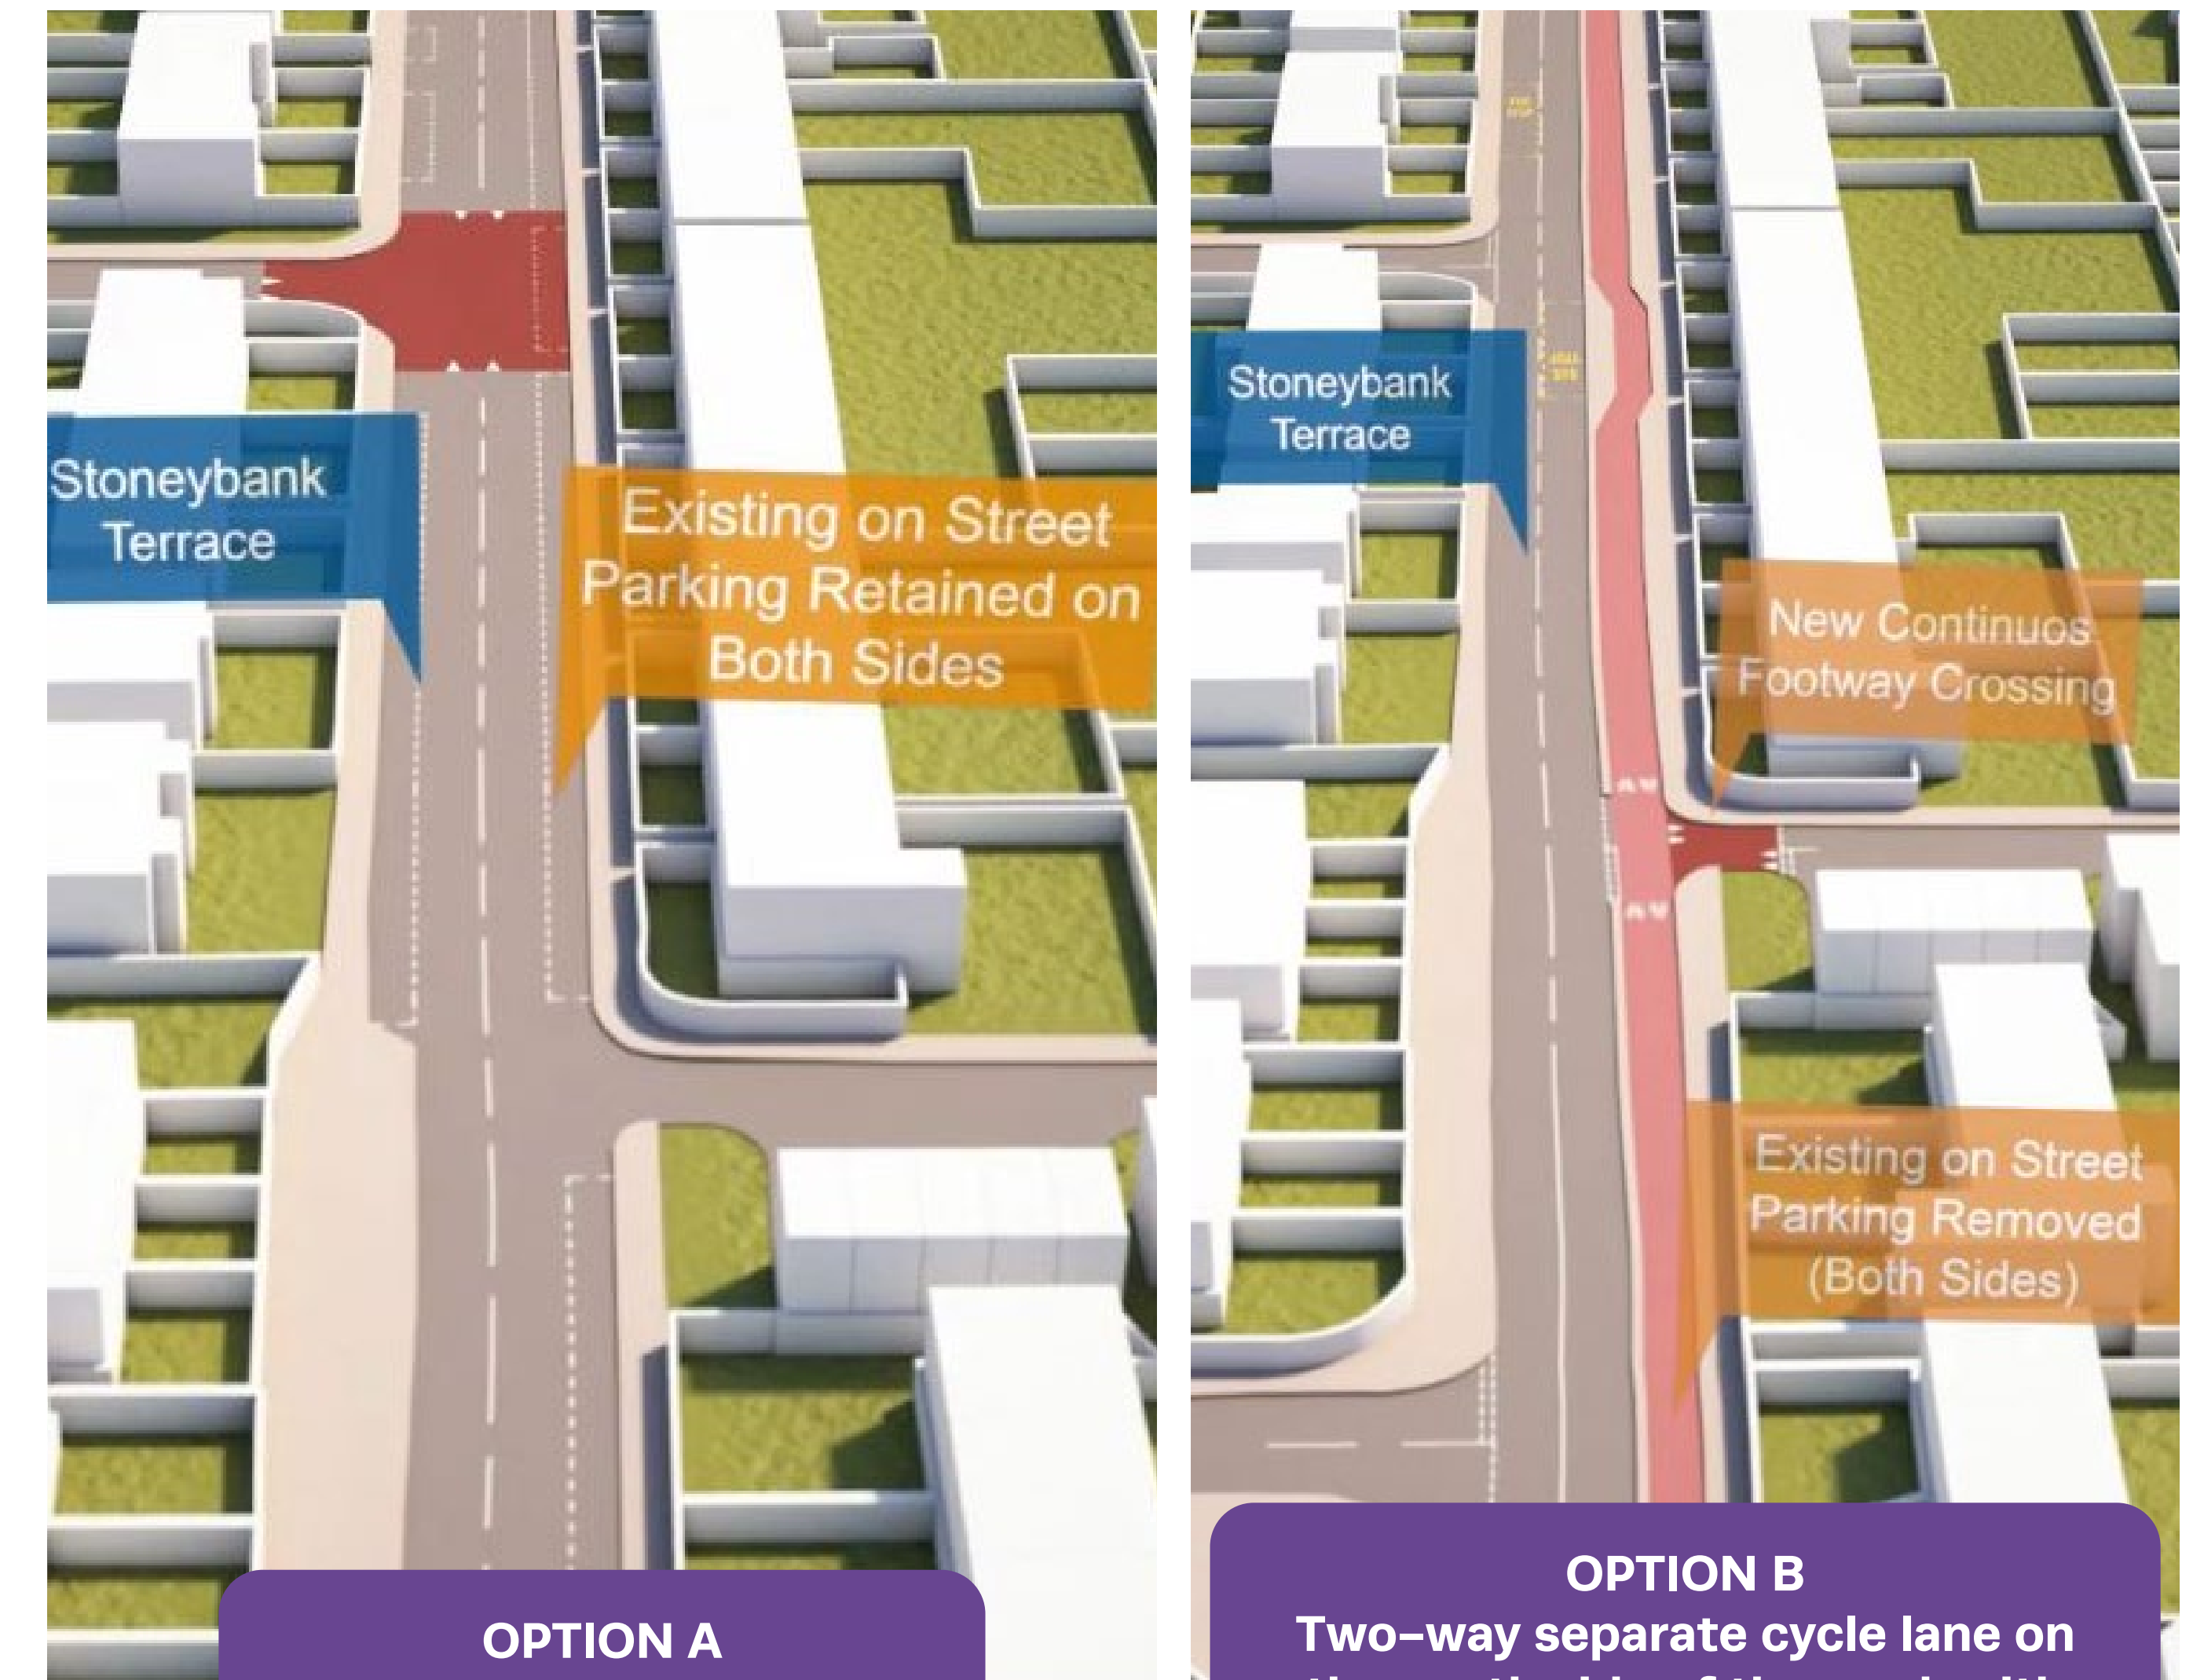 Stoneybank
Terrace
Existing on Street
Parking Retained on
Both Sides
OPTION A
Stoneybank
Terrace
New Continuos
Footway Crossing
Existing on Street
Parking Removed
(Both Sides)
OPTION B
Two–way separate cycle lane on